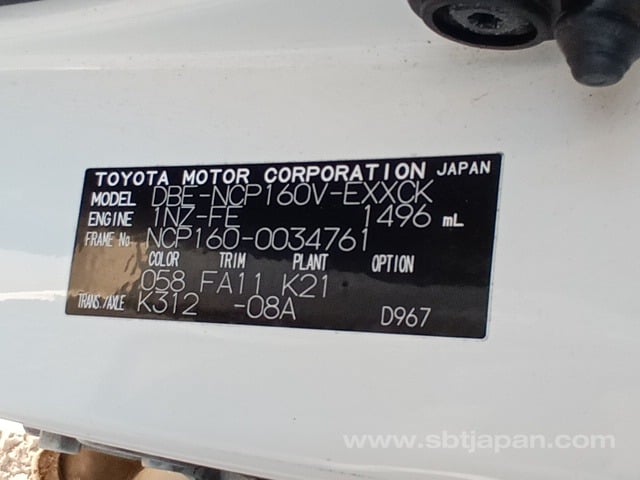 TOYOTA MOTOR CORPORATION JAPAN
MODEL DBE-NCP160V-EXXCK
ENGINE 1NZ-FE 1496 mL
FRAME No NCP160-0034761
COLOR TRIM PLANT OPTION
058 FA11 K21
TRANS./AXLE K312 -08A D967
www.sbtjapan.com